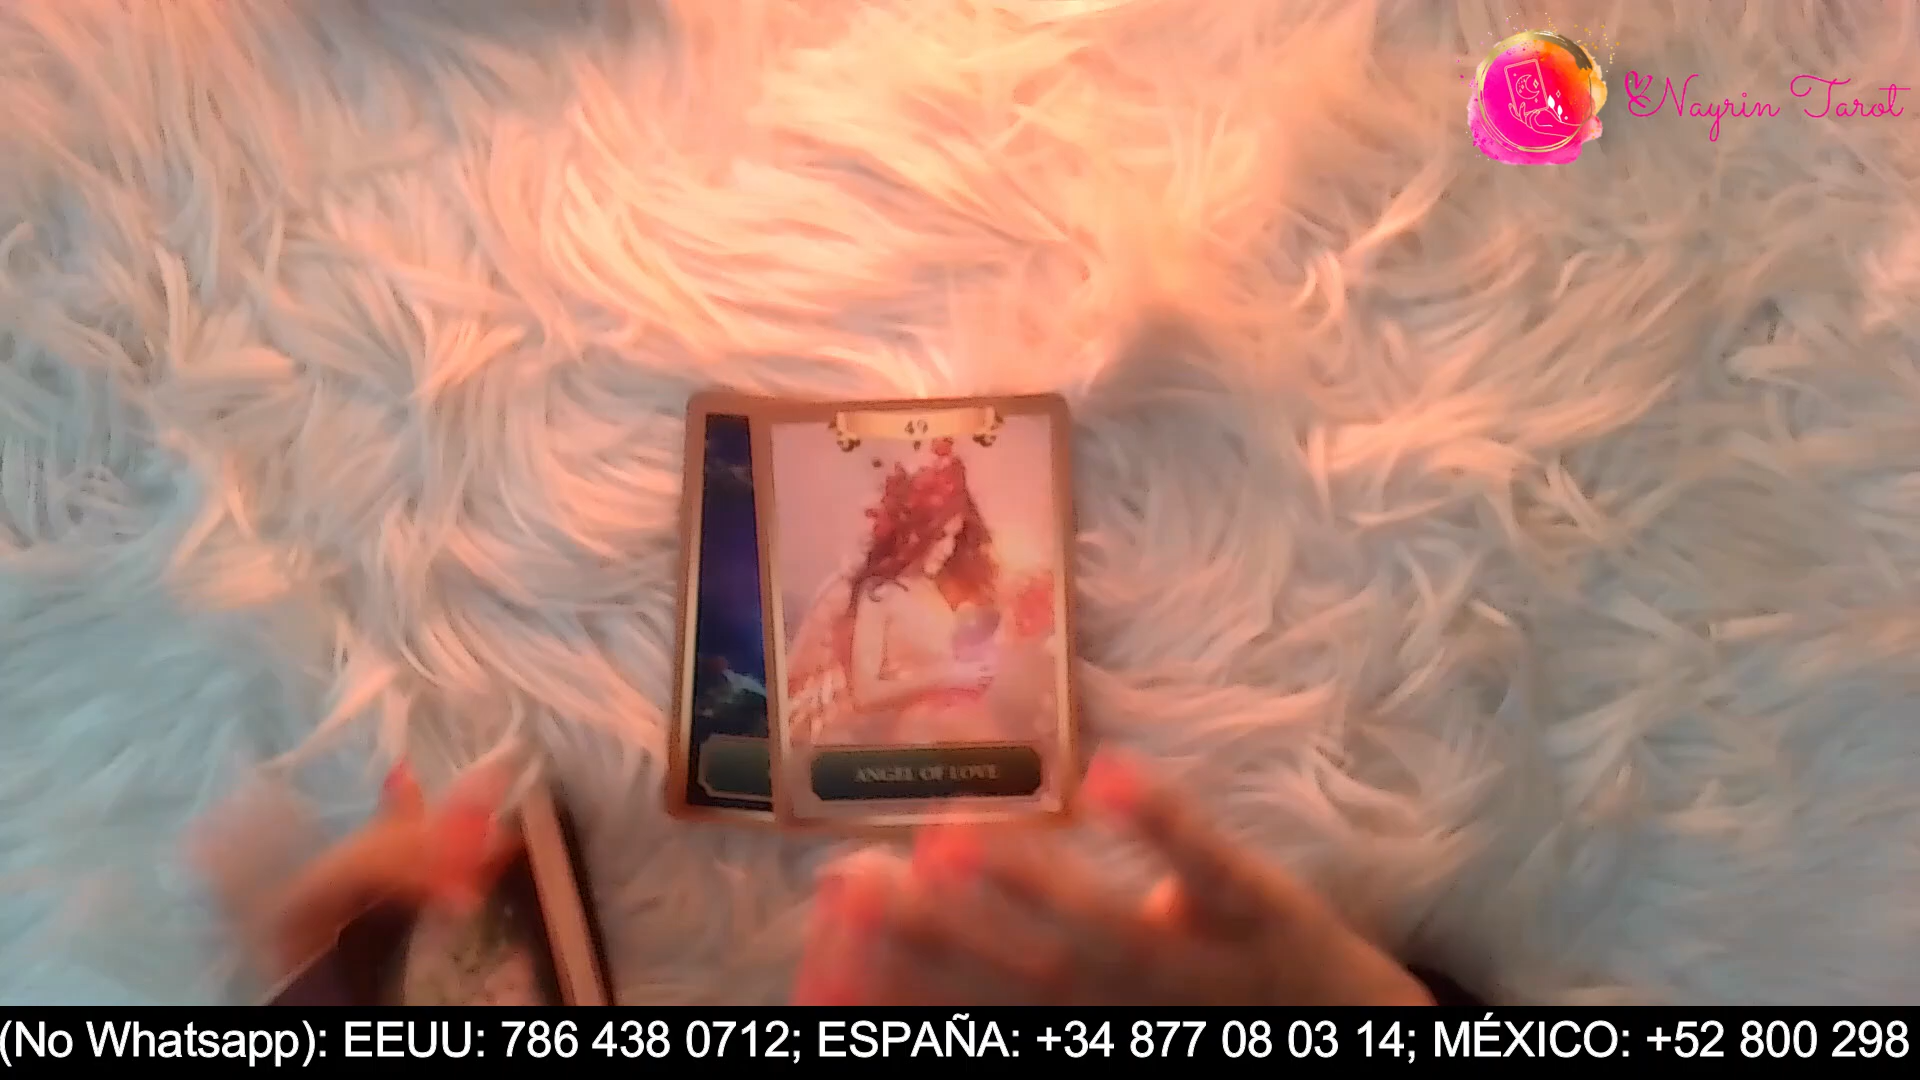 Nayrin Tarot
49
ANGEL OF LOVE
(No Whatsapp): EEUU: 786 438 0712; ESPAÑA: +34 877 08 03 14; MÉXICO: +52 800 298